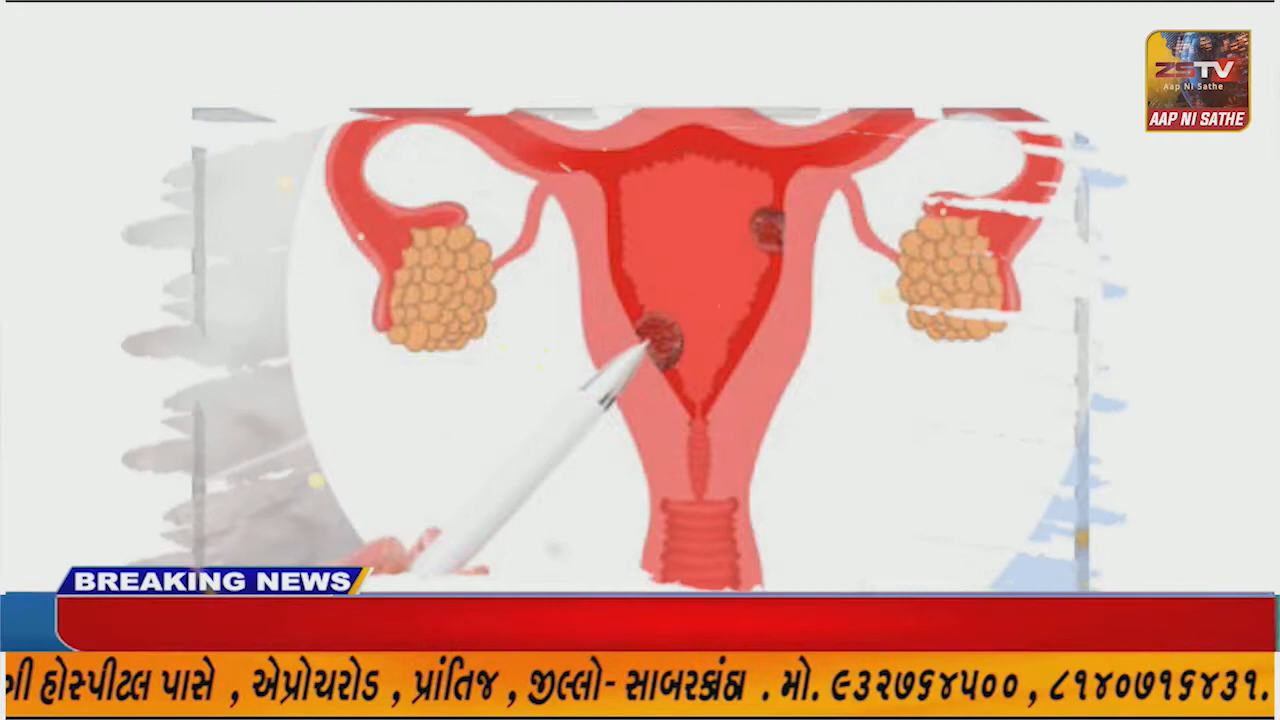 ZSTV
Aap Ni Sathe
AAP NI SATHE
BREAKING NEWS
ગી હોસ્પીટલ પાસે , એપ્રોચરોડ , પ્રાંતિજ , જીલ્લો- સાબરકાંઠા . મો. ૯૩૨૭૬૪૫૦૦ , ૮૧૪૦૭૧૬૪૩૧.